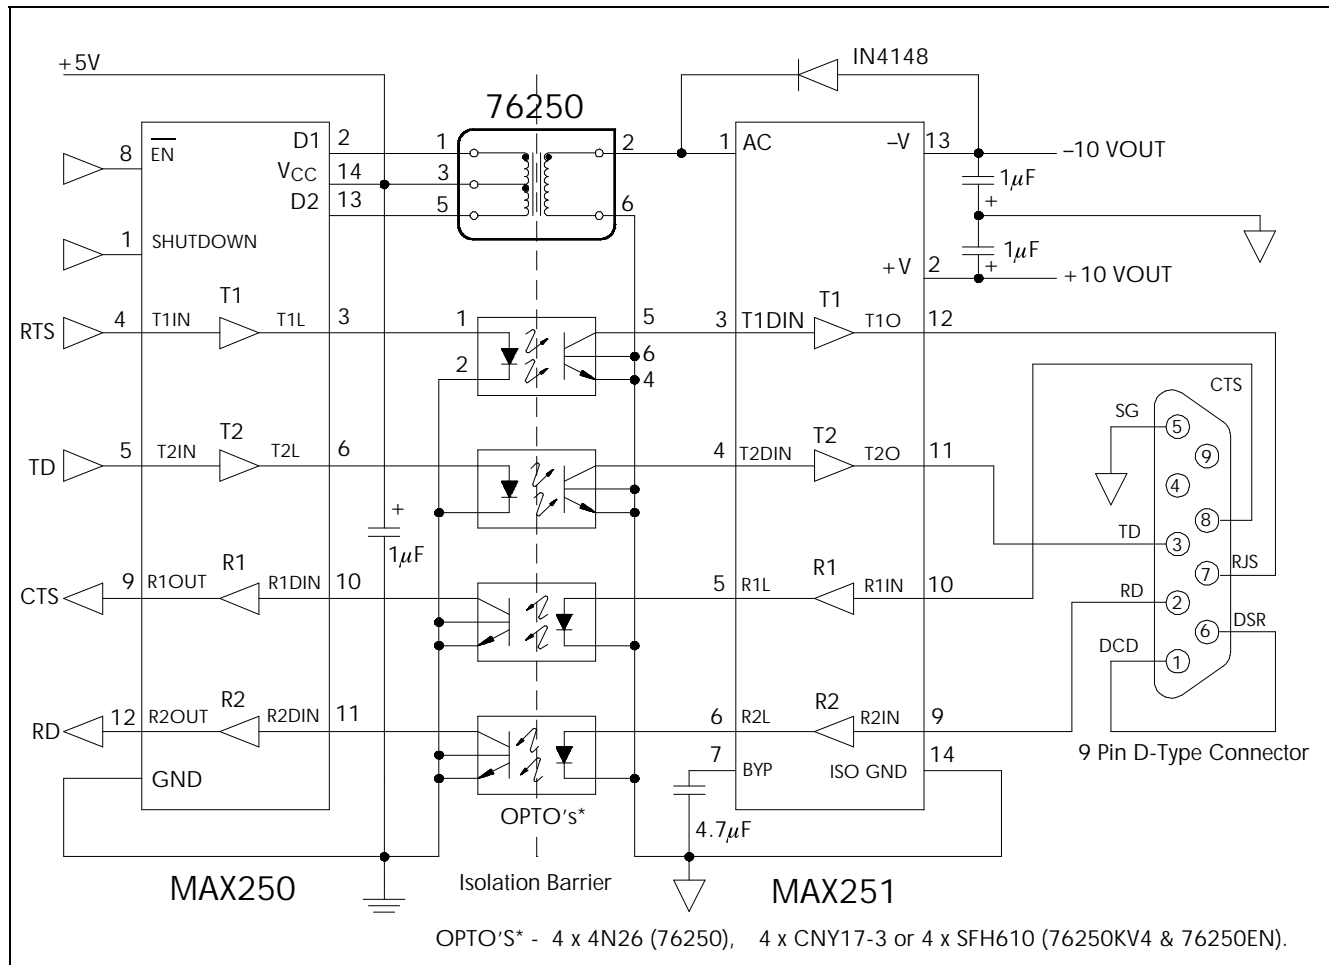 +5V
IN4148
76250
8 EN D1 2 1 2 1 AC –V 13 –10 VOUT
VCC 14 3
D2 13 5 6
1µF
+
1 SHUTDOWN
1µF
+V 2 + +10 VOUT
RTS 4 T1IN T1 T1L 3 1 5 3 T1DIN T1 T1O 12
2 6
4
CTS
SG 5
9
4
TD 5 T2IN T2 T2L 6 4 T2DIN T2 T2O 11
8
+
1µF
TD 3
7 RJS
CTS 9 R1OUT R1 R1DIN 10 5 R1L R1 R1IN 10
RD 2
6 DSR
DCD 1
RD 12 R2OUT R2 R2DIN 11 6 R2L R2 R2IN 9
9 Pin D-Type Connector
GND
7 BYP ISO GND 14
OPTO's*
4.7µF
MAX250 Isolation Barrier MAX251
OPTO'S* - 4 x 4N26 (76250), 4 x CNY17-3 or 4 x SFH610 (76250KV4 & 76250EN).